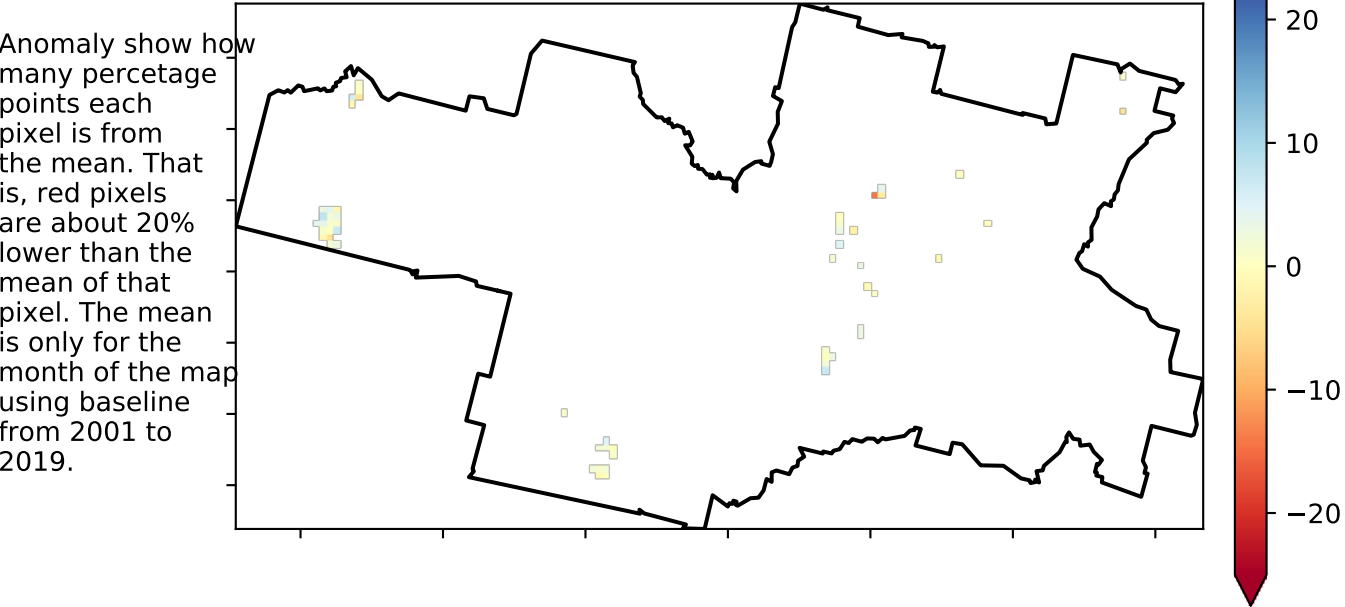 Anomaly show how
many percetage
points each
pixel is from
the mean. That
is, red pixels
are about 20%
lower than the
mean of that
pixel. The mean
is only for the
month of the map
using baseline
from 2001 to
2019.
20
10
0
−10
−20